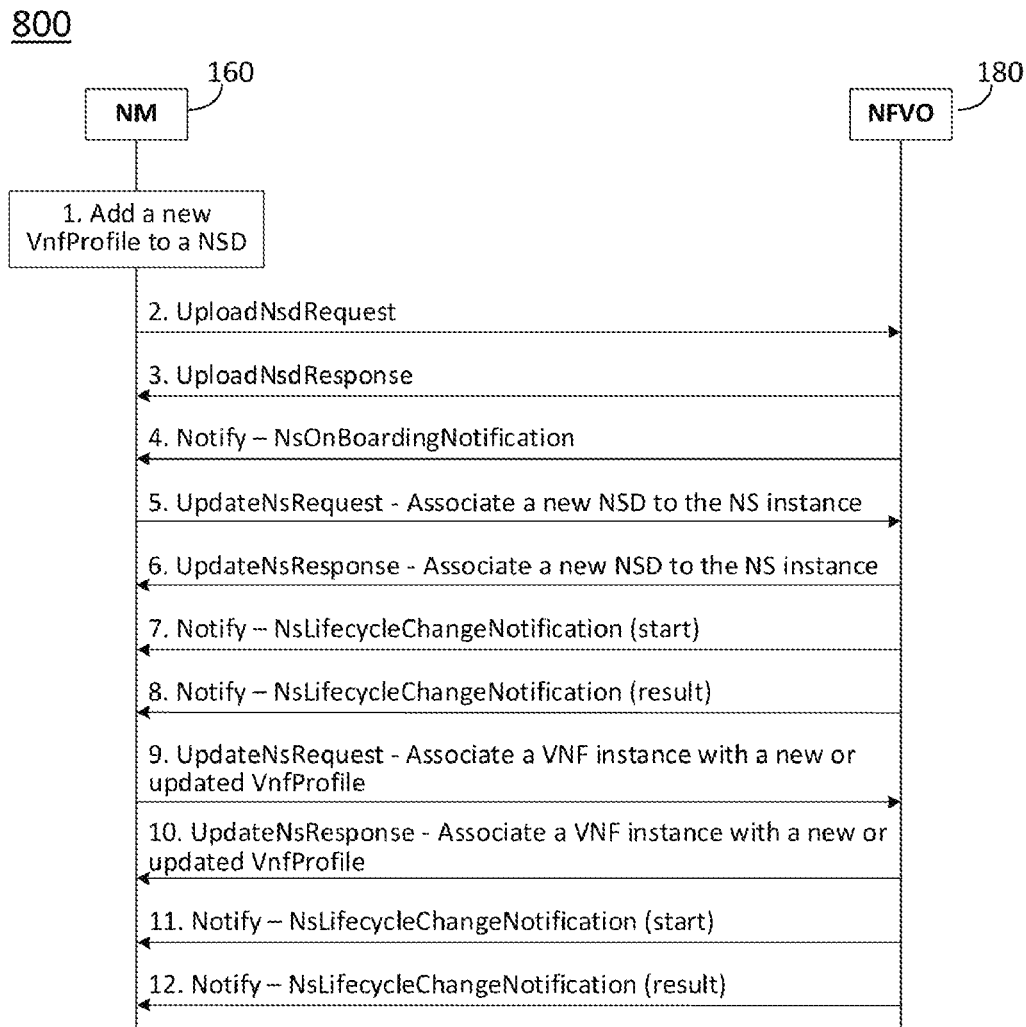 800
160
180
NM
NFVO
1. Add a new
VnfProfile to a NSD
2. UploadNsdRequest
3. UploadNsdResponse
4. Notify – NsOnBoardingNotification
5. UpdateNsRequest - Associate a new NSD to the NS instance
6. UpdateNsResponse - Associate a new NSD to the NS instance
7. Notify – NsLifecycleChangeNotification (start)
8. Notify – NsLifecycleChangeNotification (result)
9. UpdateNsRequest - Associate a VNF instance with a new or
updated VnfProfile
10. UpdateNsResponse - Associate a VNF instance with a new or
updated VnfProfile
11. Notify – NsLifecycleChangeNotification (start)
12. Notify – NsLifecycleChangeNotification (result)